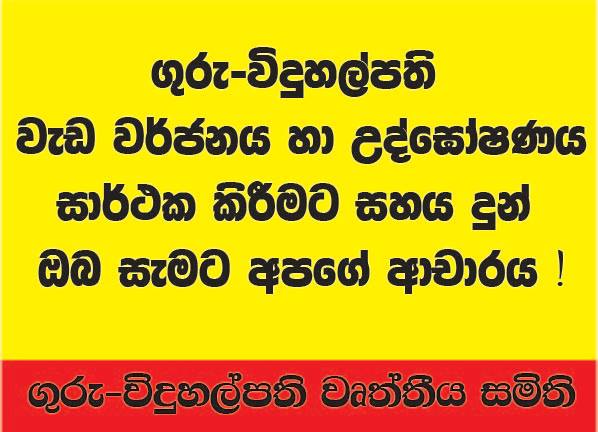 ගුරු-විදුහල්පති
වැඩ වර්ජනය හා උද්ඝෝෂණය
සාර්ථක කිරීමට සහය දුන්
ඔබ සැමට අපගේ ආචාරය !
ගුරු-විදුහල්පති වෘත්තීය සමිති